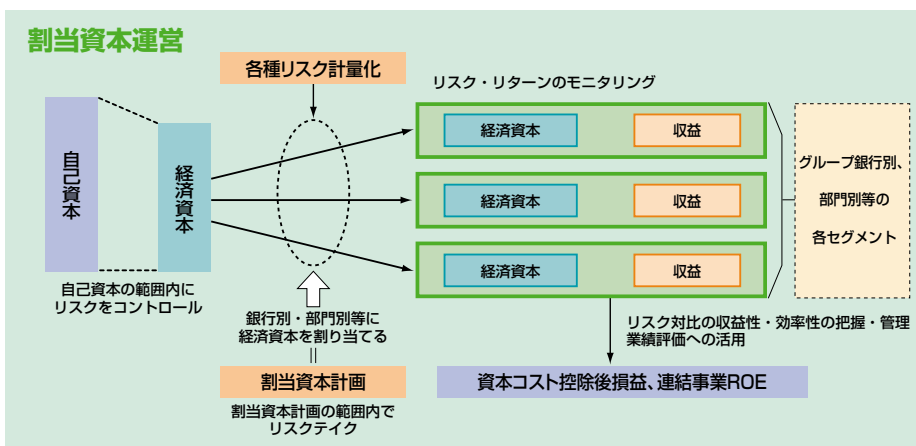 割当資本運営
各種リスク計量化
リスク・リターンのモニタリング
自己資本
経済資本
経済資本
収益
経済資本
収益
経済資本
収益
グループ銀行別、
部門別等の
各セグメント
自己資本の範囲内に
リスクをコントロール
銀行別・部門別等に
経済資本を割り当てる
割当資本計画
割当資本計画の範囲内で
リスクテイク
リスク対比の収益性・効率性の把握・管理
業績評価への活用
資本コスト控除後損益、連結事業ROE